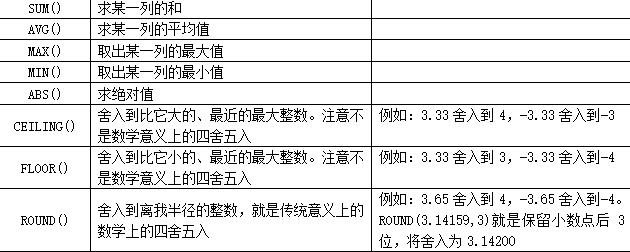 SUM() 求某一列的和
AVG() 求某一列的平均值
MAX() 取出某一列的最大值
MIN() 取出某一列的最小值
ABS() 求绝对值
CEILING() 舍入到比它大的、最近的最大整数。注意不
是数学意义上的四舍五入
例如：3.33 舍入到 4，-3.33 舍入到-3
FLOOR() 舍入到比它小的、最近的最大整数。注意不
是数学意义上的四舍五入
例如：3.33 舍入到 3，-3.33 舍入到-4
ROUND() 舍入到离我半径的整数，就是传统意义上的
数学上的四舍五入
例如：3.65 舍入到 4，-3.65 舍入到-4。
ROUND(3.14159,3)就是保留小数点后 3
位，将舍入为 3.14200